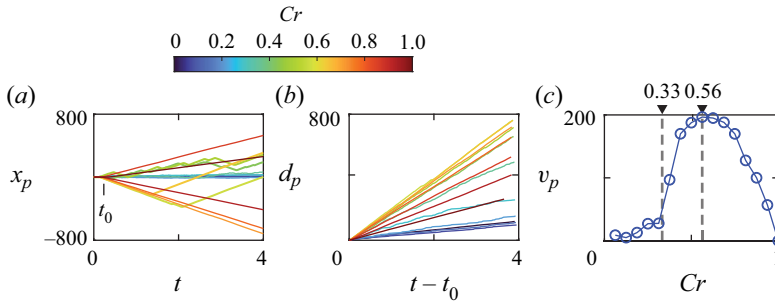 Cr
0 0.2 0.4 0.6 0.8 1.0
(a) (b) (c)
800 800 200 0.33 0.56
x_p d_p v_p
t_0
−800
0 4 0 4 0 1
t t − t_0 Cr